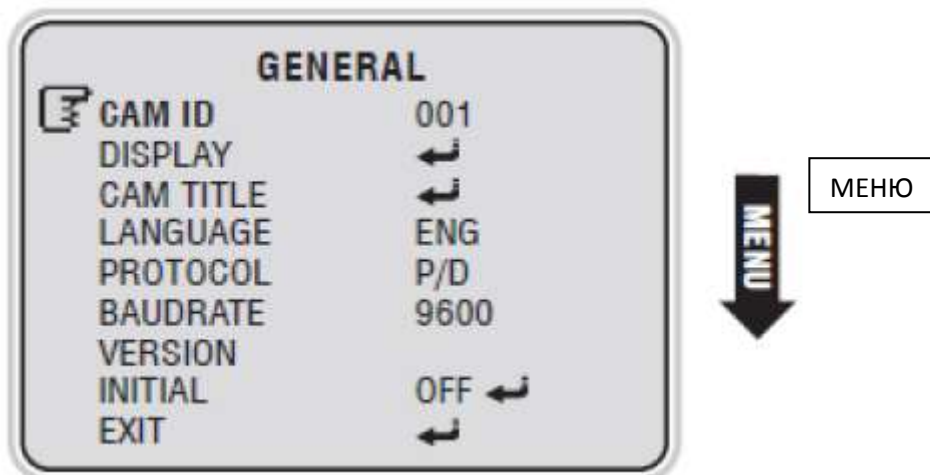 GENERAL
CAM ID 001
DISPLAY ↵
CAM TITLE ↵
LANGUAGE ENG
PROTOCOL P/D
BAUDRATE 9600
VERSION
INITIAL OFF ↵
EXIT ↵
MENU
МЕНЮ